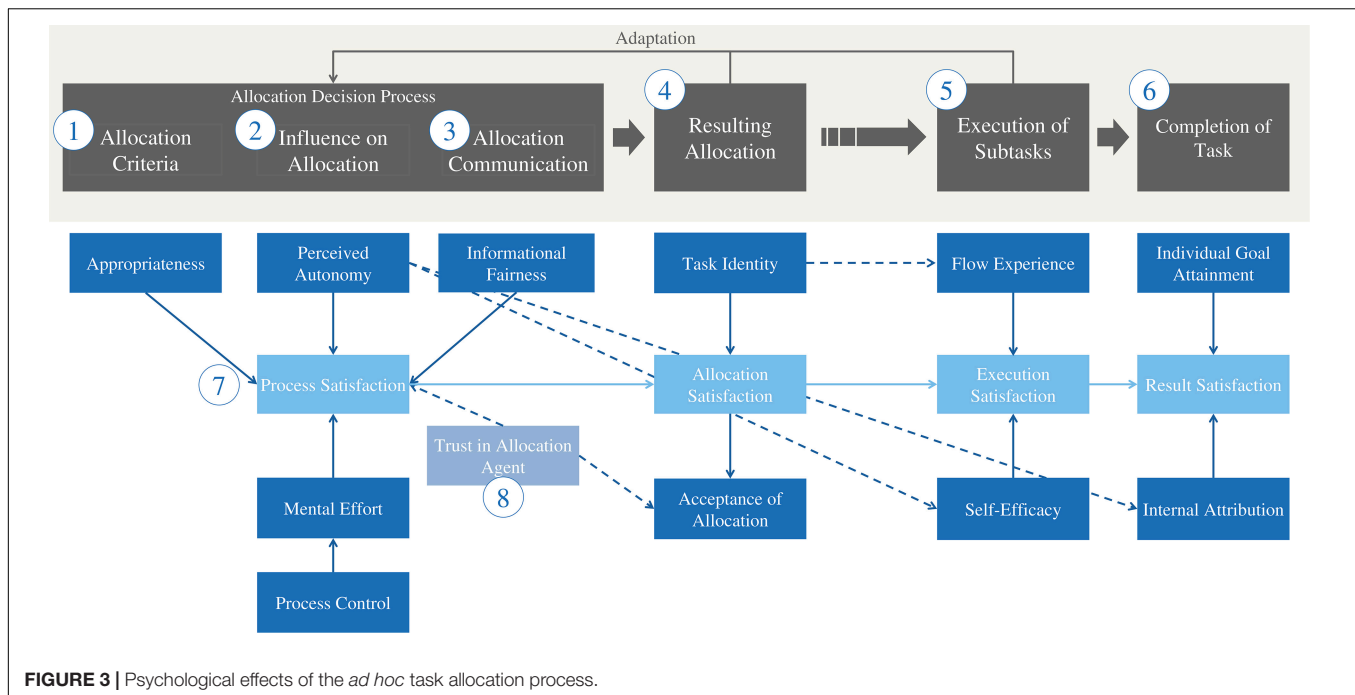 Adaptation
Allocation Decision Process
1
Allocation
Criteria
2
Influence on
Allocation
3
Allocation
Communication
4
Resulting
Allocation
5
Execution of
Subtasks
6
Completion of
Task
Appropriateness
Perceived
Autonomy
Informational
Fairness
Task Identity
Flow Experience
Individual Goal
Attainment
7
Process Satisfaction
Allocation
Satisfaction
Execution
Satisfaction
Result Satisfaction
Trust in Allocation
Agent
8
Mental Effort
Acceptance of
Allocation
Self-Efficacy
Internal Attribution
Process Control
FIGURE 3 | Psychological effects of the ad hoc task allocation process.